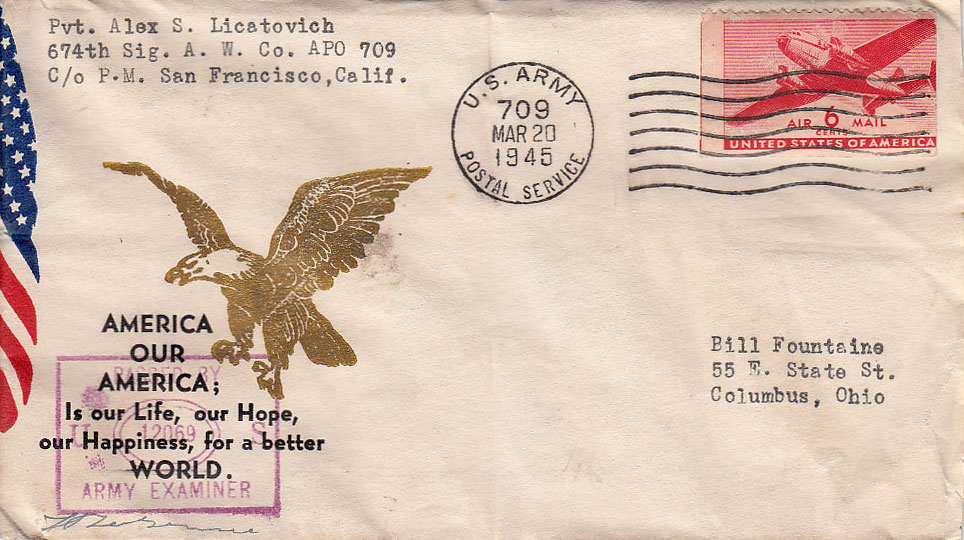 Pvt. Alex S. Licatovich
674th Sig. A. W. Co. APO 709
C/o P.M. San Francisco,Calif.
U.S. ARMY
709
MAR 20
1945
POSTAL SERVICE
AIR 6 MAIL
CENTS
UNITED STATES OF AMERICA
AMERICA
OUR
AMERICA;
Is our Life, our Hope,
our Happiness, for a better
WORLD.
PASSED BY
U 12069 S
ARMY EXAMINER
Bill Fountaine
55 E. State St.
Columbus, Ohio